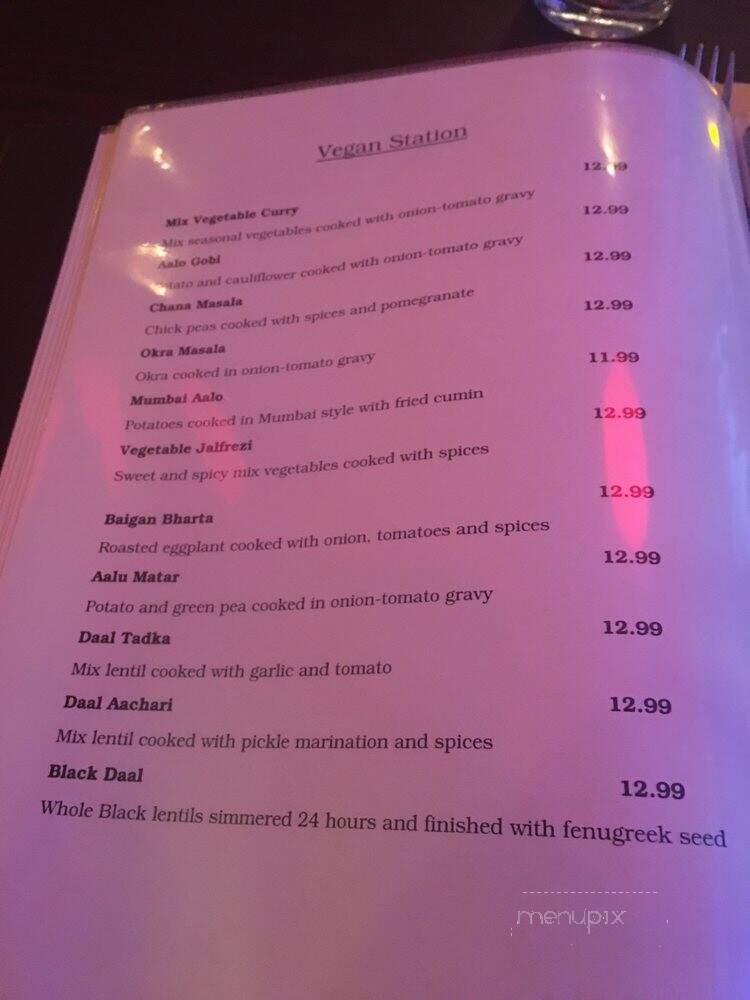 Vegan Station
12.99
Mix Vegetable Curry
Mix seasonal vegetables cooked with onion-tomato gravy
12.99
Aalo Gobi
and cauliflower cooked with onion-tomato gravy
12.99
Chana Masala
Chick peas cooked with spices and pomegranate
12.99
Okra Masala
Okra cooked in onion-tomato gravy
11.99
Mumbai Aalo
Potatoes cooked in Mumbai style with fried cumin
12.99
Vegetable Jalfrezi
Sweet and spicy mix vegetables cooked with spices
12.99
Baigan Bharta
Roasted eggplant cooked with onion, tomatoes and spices
12.99
Aalu Matar
Potato and green pea cooked in onion-tomato gravy
12.99
Daal Tadka
Mix lentil cooked with garlic and tomato
12.99
Daal Aachari
Mix lentil cooked with pickle marination and spices
12.99
Black Daal
Whole Black lentils simmered 24 hours and finished with fenugreek seed
menupix